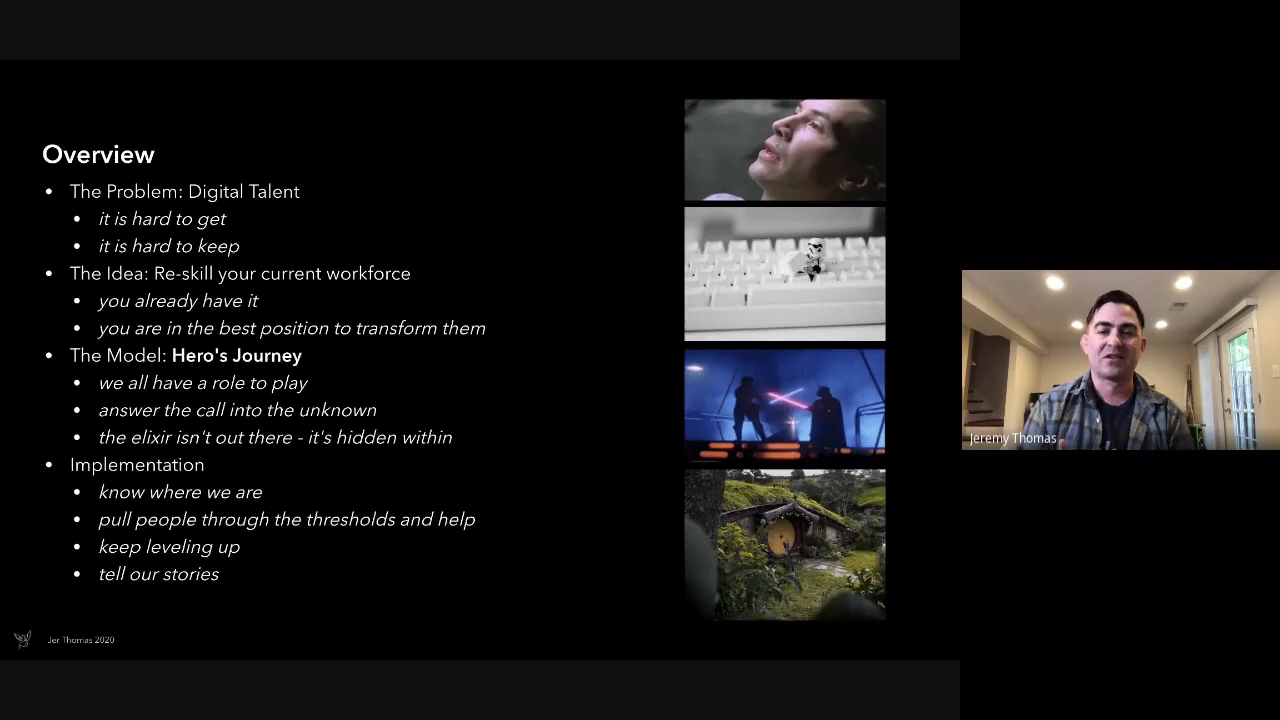 Overview
• The Problem: Digital Talent
• it is hard to get
• it is hard to keep
• The Idea: Re-skill your current workforce
• you already have it
• you are in the best position to transform them
• The Model: Hero's Journey
• we all have a role to play
• answer the call into the unknown
• the elixir isn't out there - it's hidden within
• Implementation
• know where we are
• pull people through the thresholds and help
• keep leveling up
• tell our stories
Jer Thomas 2020
Jeremy Thomas